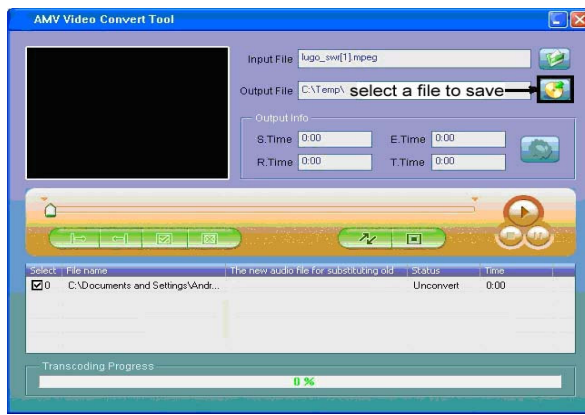 AMV Video Convert Tool
Input File lugo_sw[1].mpeg
Output File C:\Temp\ select a file to save
Output Info
S.Time 0:00 E.Time 0:00
R.Time 0:00 T.Time 0:00
Select File name The new audio file for substituting old Status Time
0 C:\Documents and Settings\Andr... Unconvert 0:00
Transcoding Progress
0 %